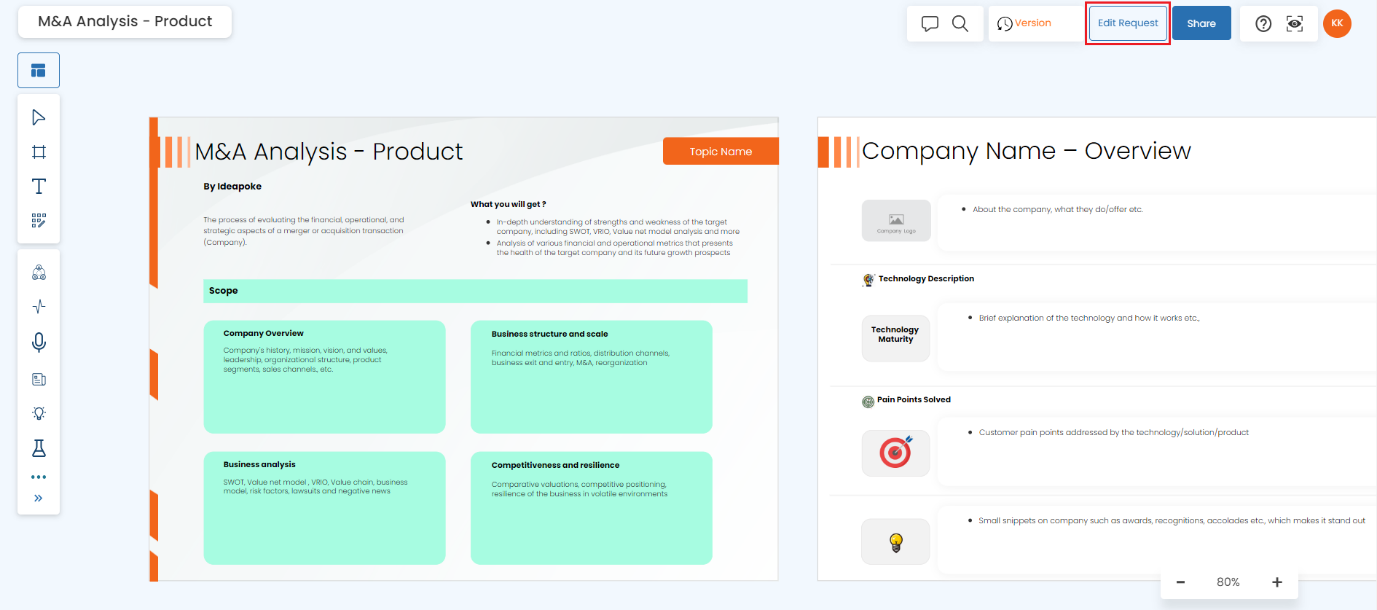 M&A Analysis - Product
Version
Edit Request
Share
KK
M&A Analysis - Product
Topic Name
By Ideapoke
The process of evaluating the financial, operational, and
strategic aspects of a merger or acquisition transaction
(Company).
What you will get ?
In-depth understanding of strengths and weakness of the target
company, including SWOT, VRIO, Value net model analysis and more
Analysis of various financial and operational metrics that presents
the health of the target company and its future growth prospects
Scope
Company Overview
Company's history, mission, vision, and values,
leadership, organizational structure, product
segments, sales channels., etc.
Business structure and scale
Financial metrics and ratios, distribution channels,
business exit and entry, M&A, reorganization
Business analysis
SWOT, Value net model , VRIO, Value chain, business
model, risk factors, lawsuits and negative news
Competitiveness and resilience
Comparative valuations, competitive positioning,
resilience of the business in volatile environments
Company Name – Overview
Company Logo
About the company, what they do/offer etc.
Technology Description
Technology
Maturity
Brief explanation of the technology and how it works etc.,
Pain Points Solved
Customer pain points addressed by the technology/solution/product
Small snippets on company such as awards, recognitions, accolades etc., which makes it stand out
80%